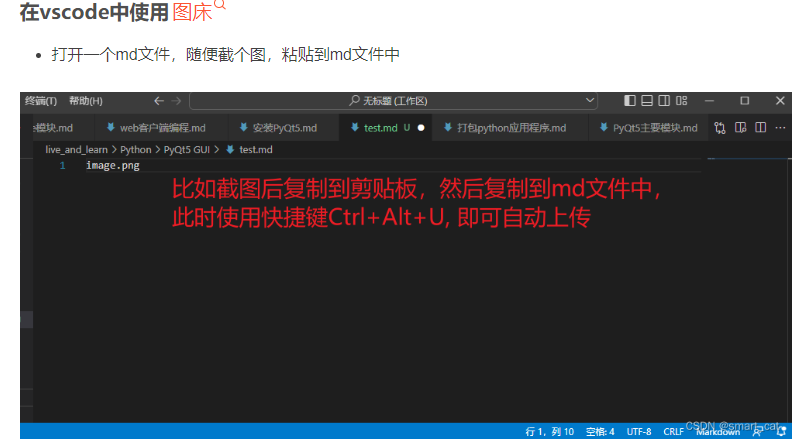 在vscode中使用图床
打开一个md文件，随便截个图，粘贴到md文件中
终端(T) 帮助(H) 无标题 (工作区)
e模块.md web客户端编程.md 安装PyQt5.md test.md U 打包python应用程序.md PyQt5主要模块.md
live_and_learn > Python > PyQt5 GUI > test.md
1 image.png
比如截图后复制到剪贴板，然后复制到md文件中，
此时使用快捷键Ctrl+Alt+U, 即可自动上传
行 1，列 10 空格: 4 UTF-8 CRLF Markdown
CSDN @smart_cat